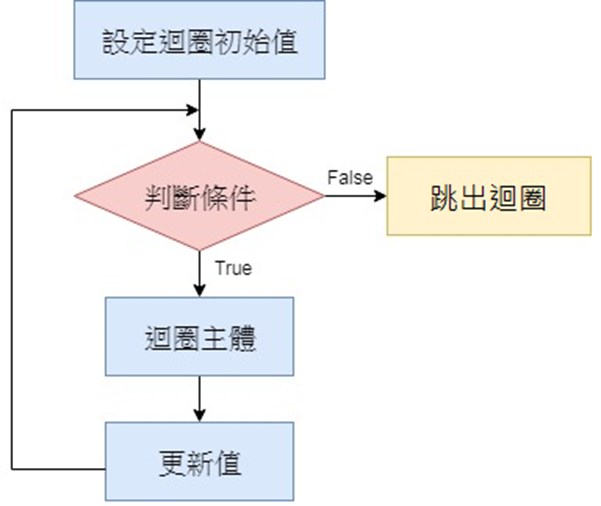 設定迴圈初始值
判斷條件
False
跳出迴圈
True
迴圈主體
更新值